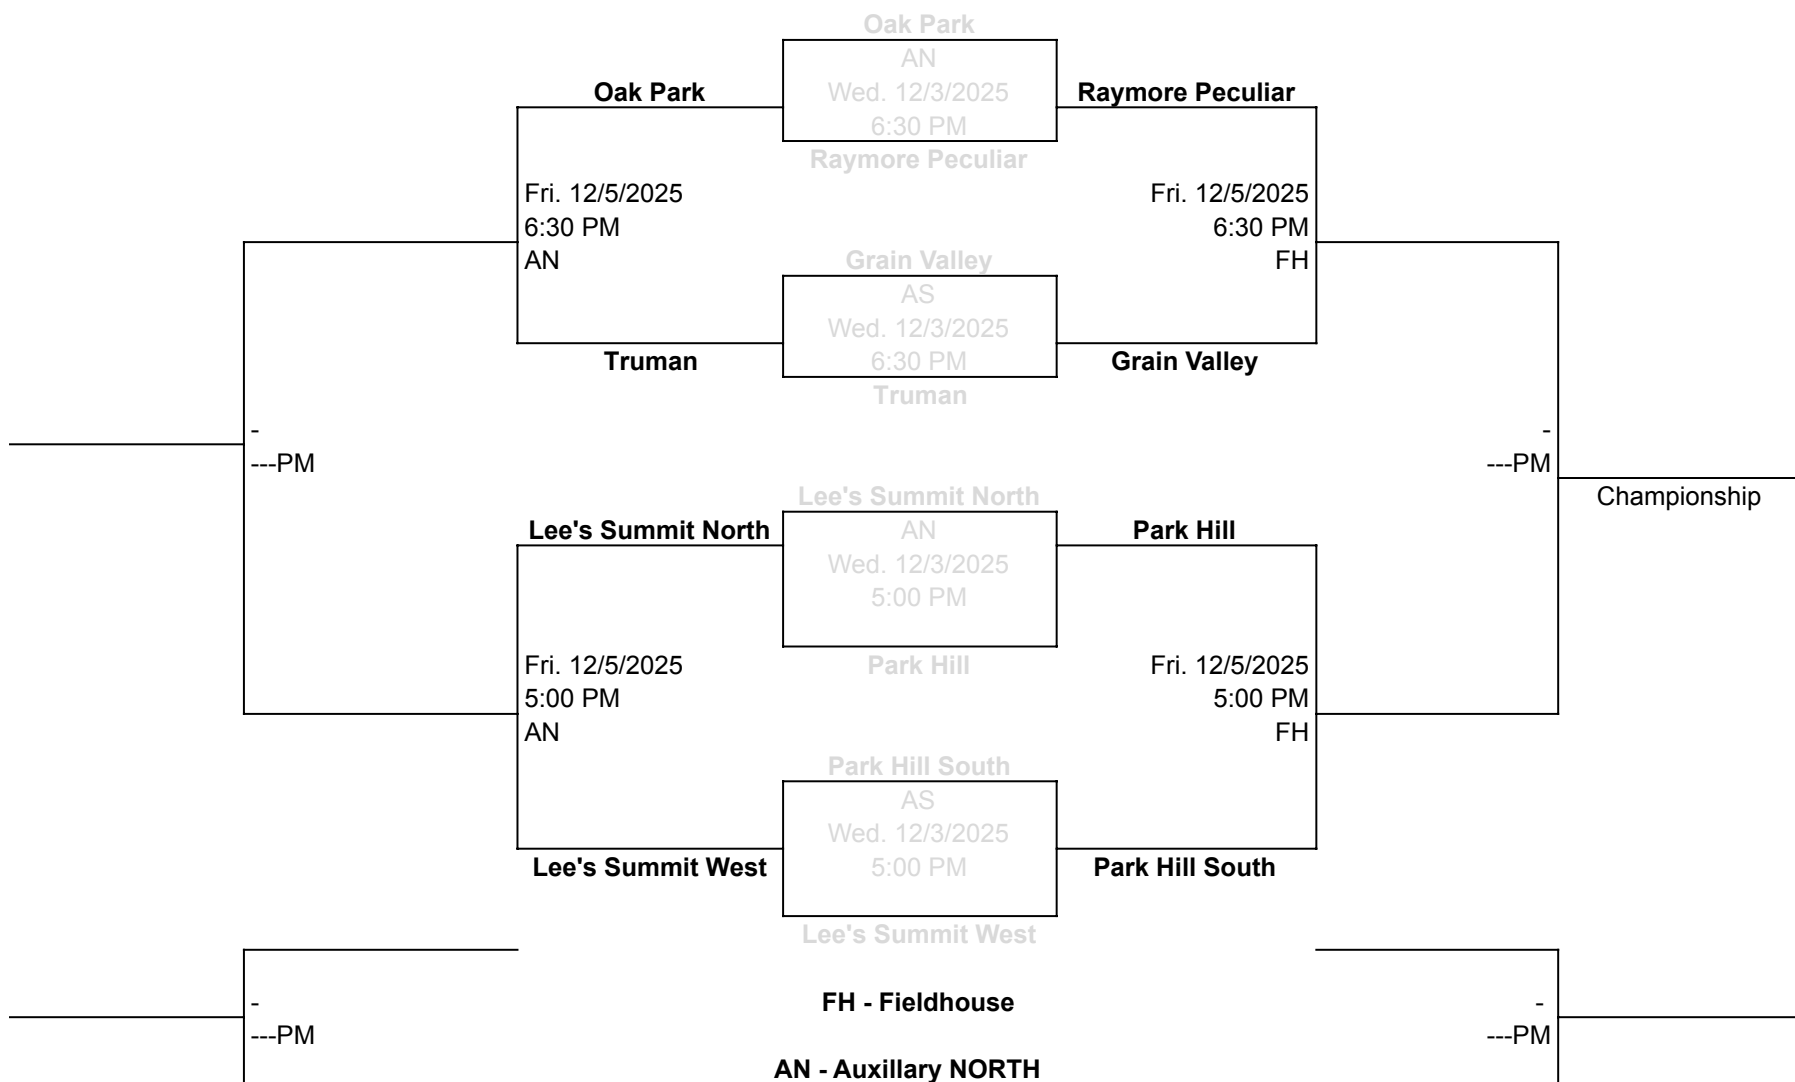 Oak Park
AN
Oak Park
Wed. 12/3/2025
Raymore Peculiar
6:30 PM
Raymore Peculiar
Fri. 12/5/2025
Fri. 12/5/2025
6:30 PM
6:30 PM
AN
Grain Valley
FH
AS
Wed. 12/3/2025
Truman
6:30 PM
Grain Valley
Truman
-
-
---PM
---PM
Lee's Summit North
Championship
Lee's Summit North
AN
Park Hill
Wed. 12/3/2025
5:00 PM
Fri. 12/5/2025
Park Hill
Fri. 12/5/2025
5:00 PM
5:00 PM
AN
FH
Park Hill South
AS
Wed. 12/3/2025
Lee's Summit West
5:00 PM
Park Hill South
Lee's Summit West
-
FH - Fieldhouse
-
---PM
---PM
AN - Auxillary NORTH